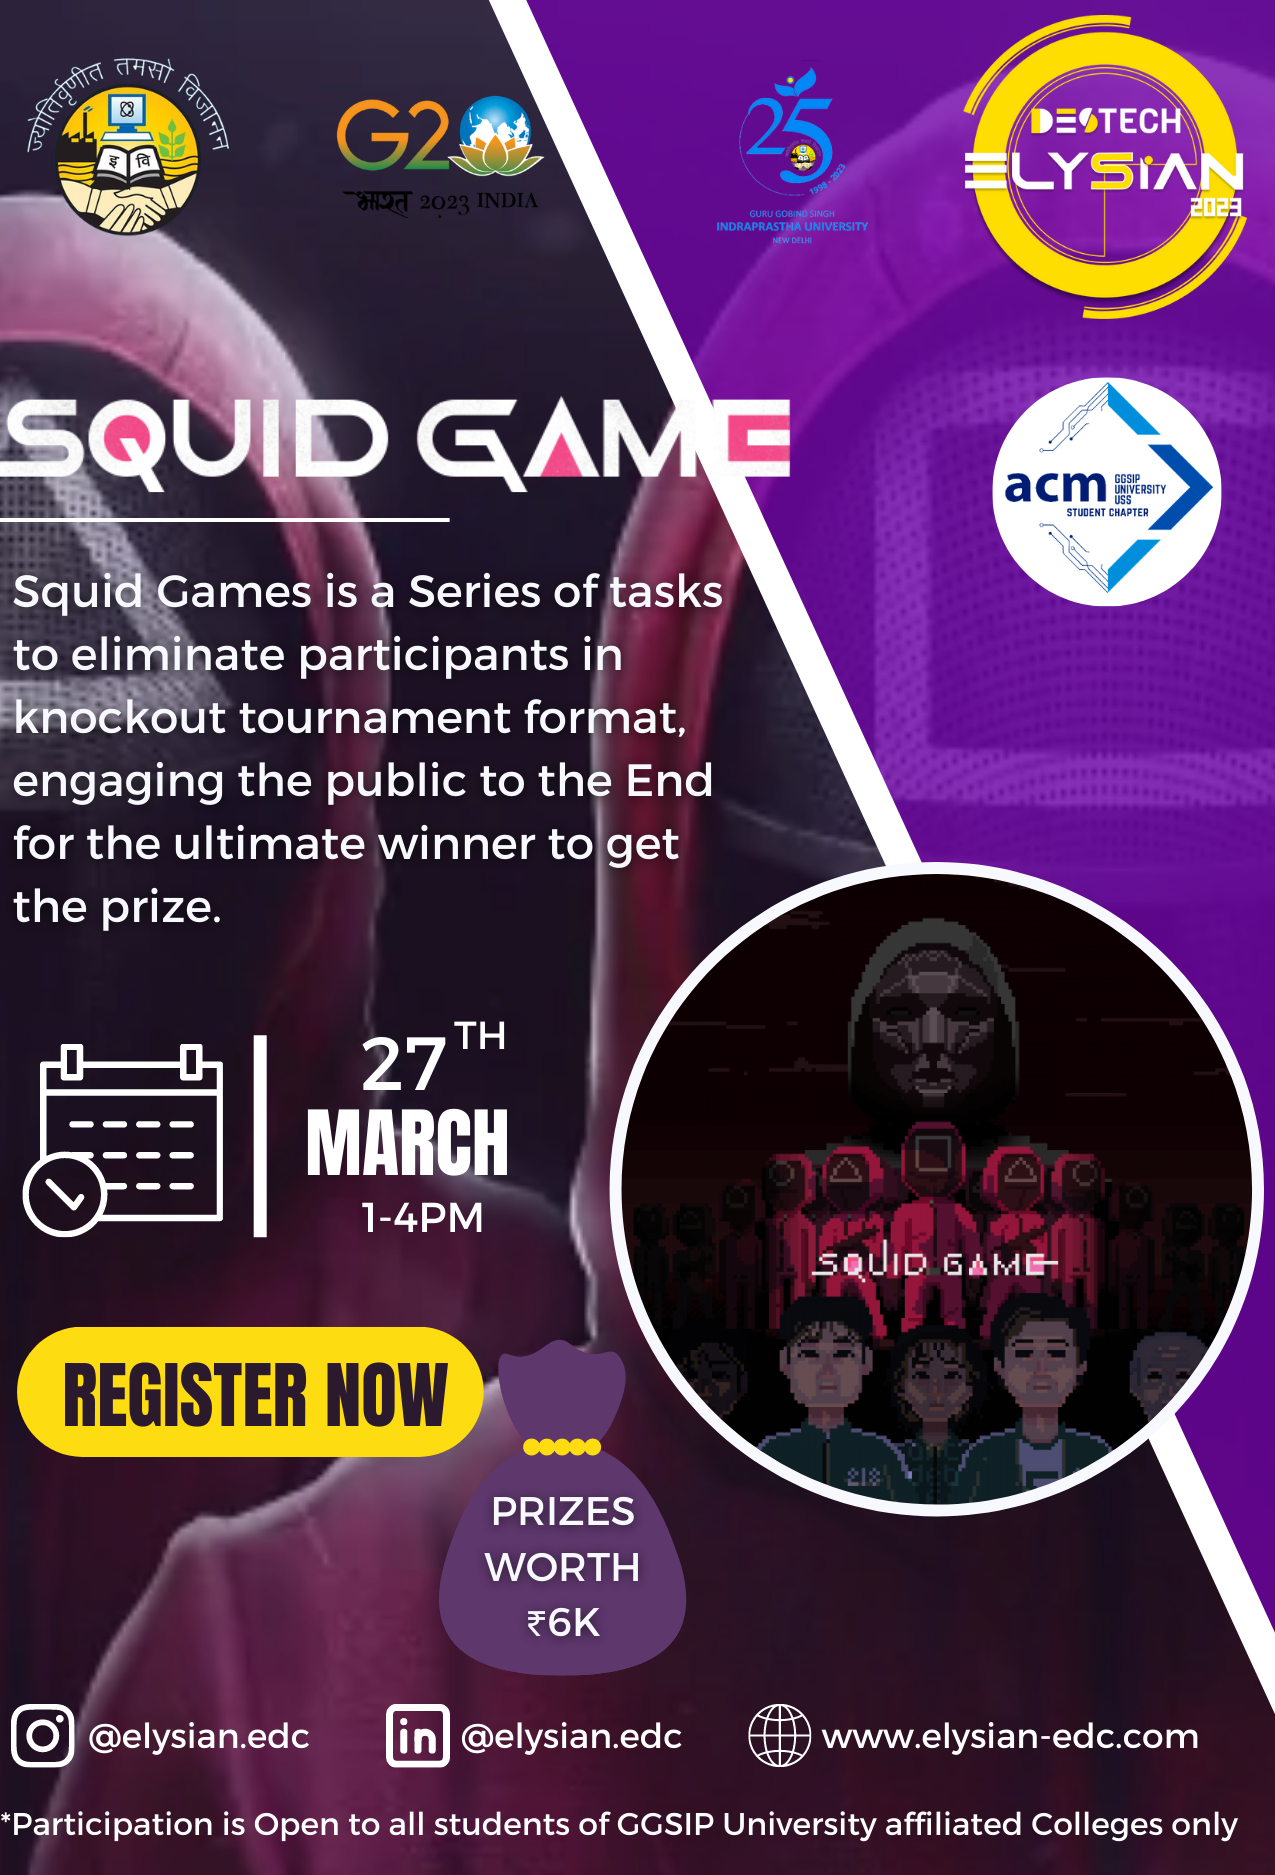 ज्योतिर्वृणीत तमसो विजानन
इ वि
G20
भारत 2023 INDIA
25
1998 - 2023
GURU GOBIND SINGH
INDRAPRASTHA UNIVERSITY
NEW DELHI
DESTECH
ELYSiAN
2023
acm GGSIP
UNIVERSITY
USS
STUDENT CHAPTER
SQUID GAME
Squid Games is a Series of tasks
to eliminate participants in
knockout tournament format,
engaging the public to the End
for the ultimate winner to get
the prize.
27TH
MARCH
1-4PM
SQUID GAME
218
REGISTER NOW
PRIZES
WORTH
₹6K
@elysian.edc
@elysian.edc
www.elysian-edc.com
*Participation is Open to all students of GGSIP University affiliated Colleges only